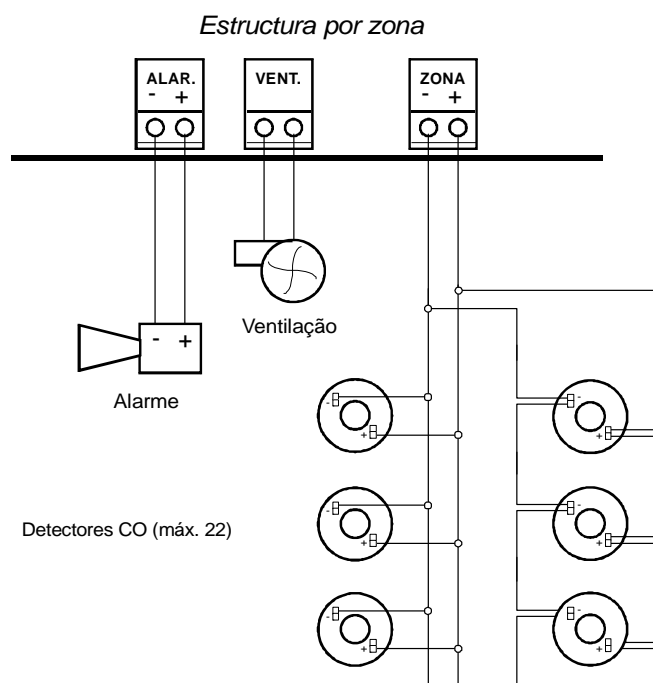 Estructura por zona
ALAR.
- +
VENT.
ZONA
- +
Ventilação
- +
Alarme
- +
- +
Detectores CO (máx. 22)
- +
- +
- +
- +